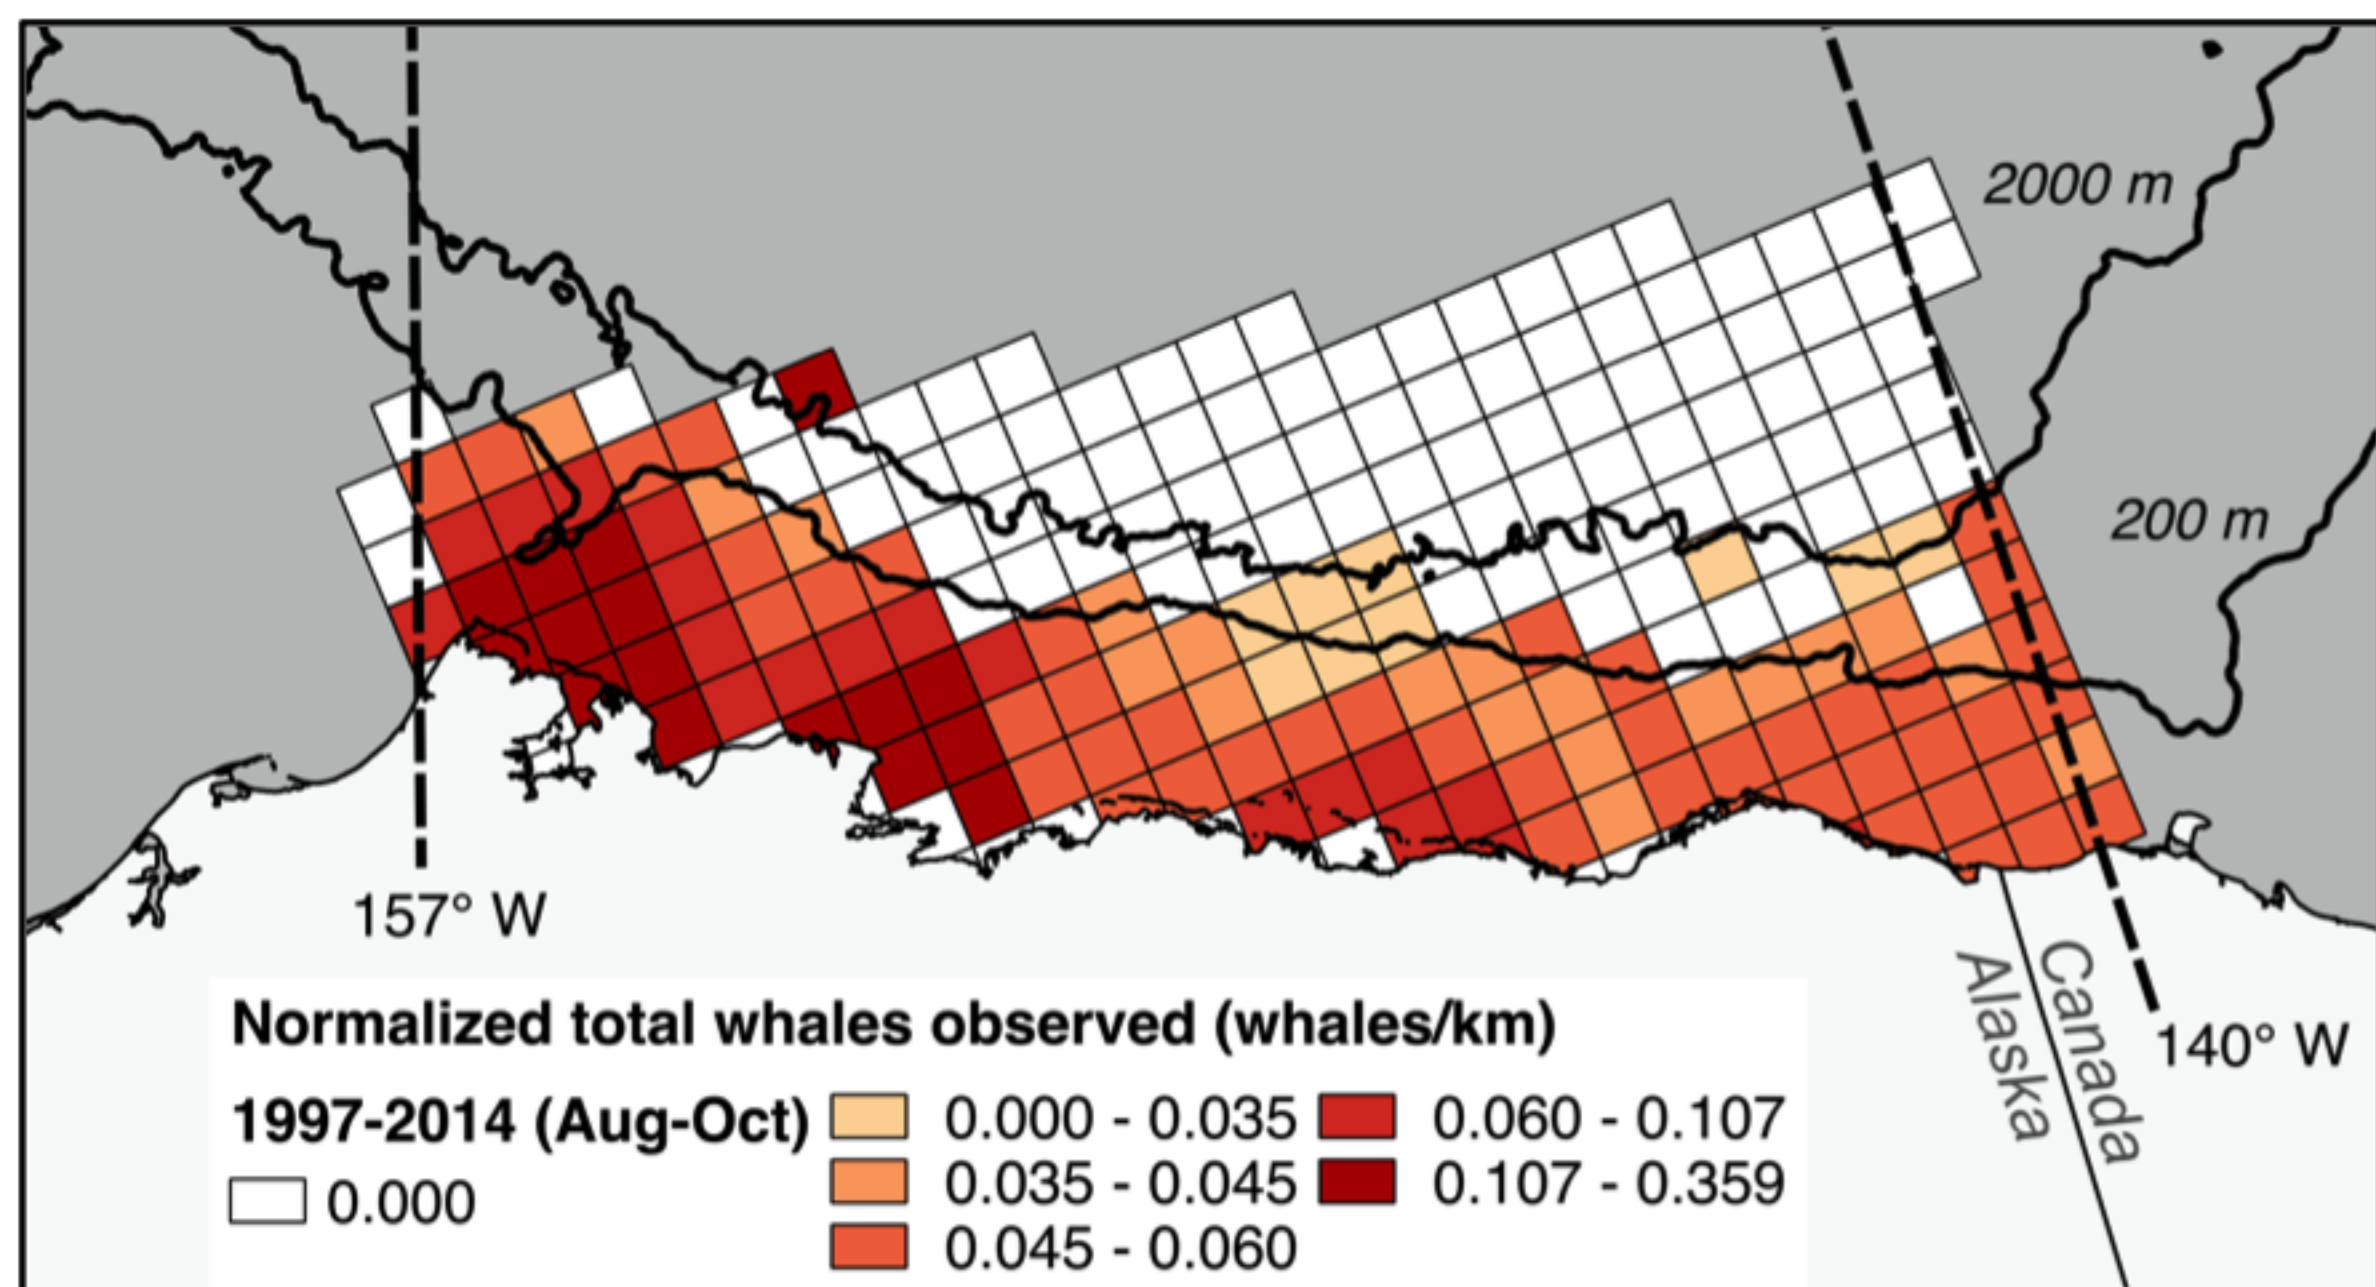 2000 m
200 m
157° W
Canada
Alaska
140° W
Normalized total whales observed (whales/km)
1997-2014 (Aug-Oct)
0.000
0.000 - 0.035
0.035 - 0.045
0.045 - 0.060
0.060 - 0.107
0.107 - 0.359